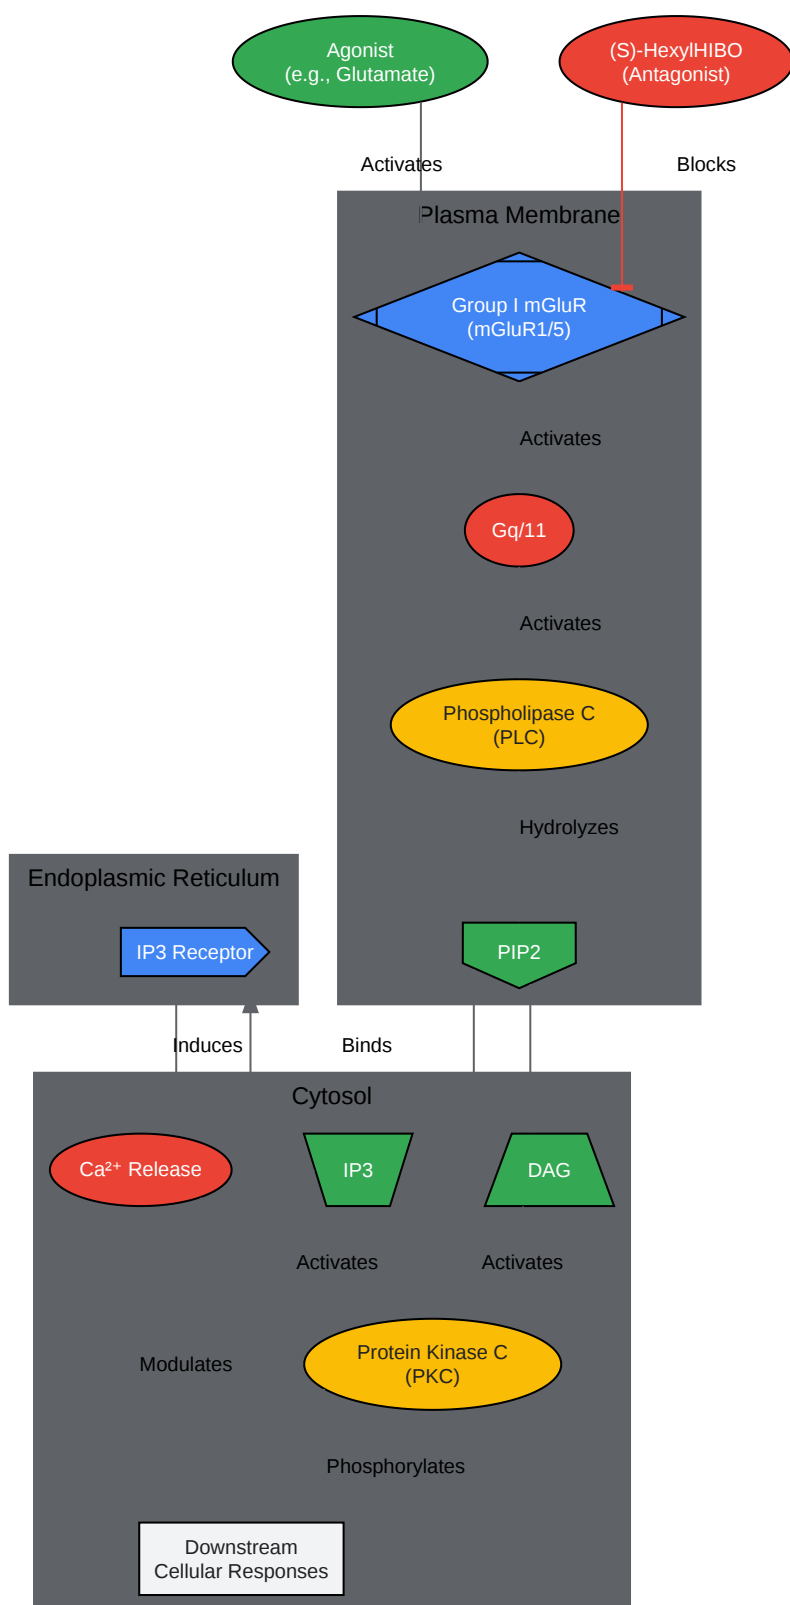 Agonist
(e.g., Glutamate)
(S)-HexylHIBO
(Antagonist)
Activates
Blocks
Plasma Membrane
Group I mGluR
(mGluR1/5)
Activates
Gq/11
Activates
Phospholipase C
(PLC)
Hydrolyzes
Endoplasmic Reticulum
IP3 Receptor
PIP2
Induces
Binds
Cytosol
Ca²⁺ Release
IP3
DAG
Activates
Activates
Protein Kinase C
(PKC)
Modulates
Phosphorylates
Downstream
Cellular Responses